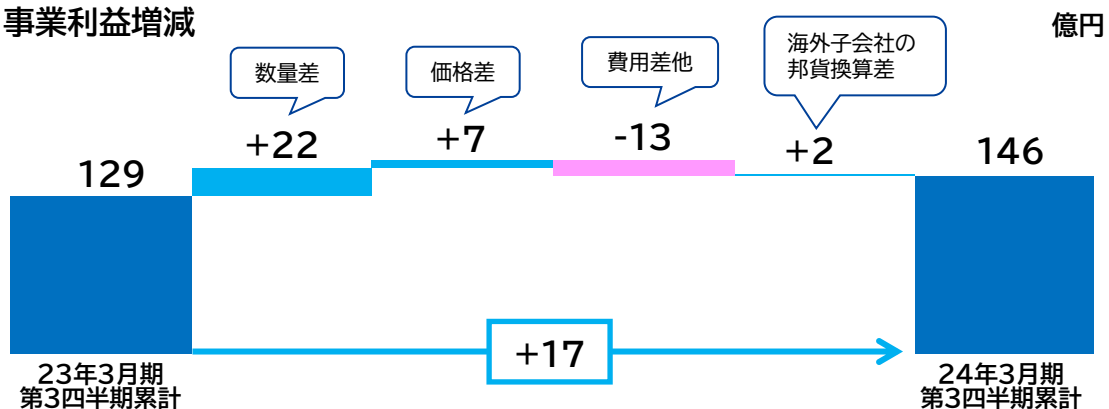 事業利益増減
億円
数量差
価格差
費用差他
海外子会社の
邦貨換算差
129
+22
+7
-13
+2
146
+17
23年3月期
第3四半期累計
24年3月期
第3四半期累計